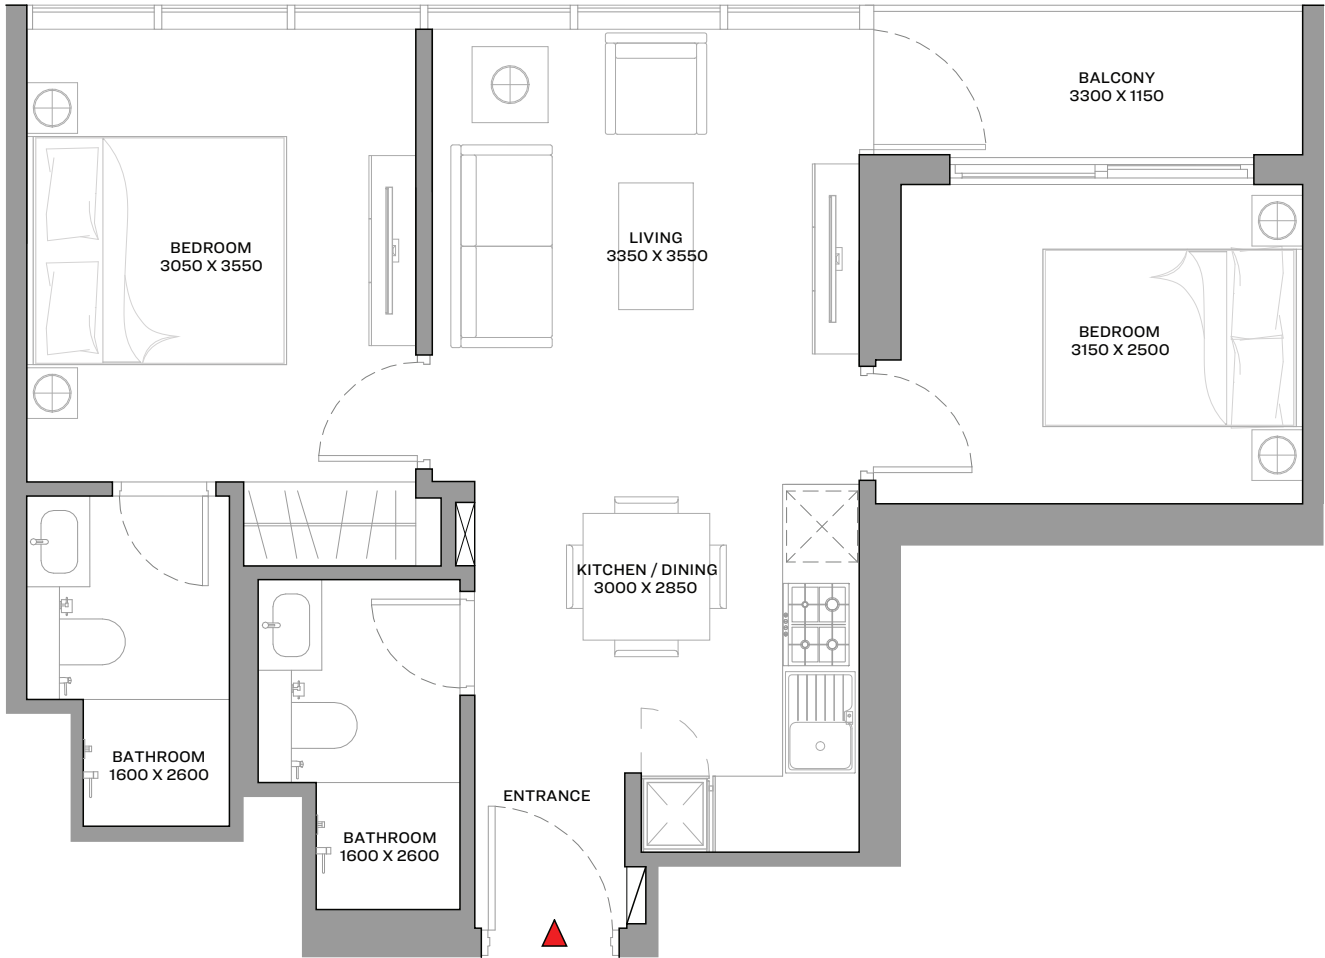 BALCONY
3300 X 1150
BEDROOM
3050 X 3550
LIVING
3350 X 3550
BEDROOM
3150 X 2500
KITCHEN / DINING
3000 X 2850
BATHROOM
1600 X 2600
ENTRANCE
BATHROOM
1600 X 2600